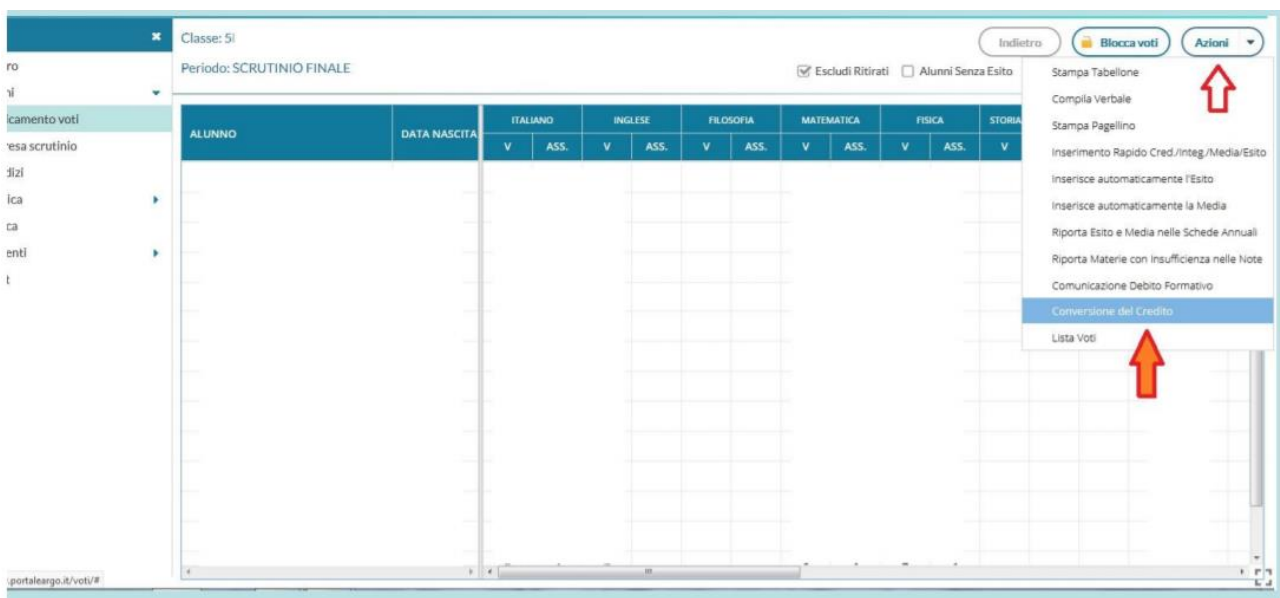 Classe: 5
Indietro
Blocca voti
Azioni
Periodo: SCRUTINIO FINALE
Escludi Ritirati
Alunni Senza Esito
ro
ni
icamento voti
resa scrutinio
dizi
ica
ca
enti
t
ALUNNO
DATA NASCITA
ITALIANO
INGLESE
FILOSOFIA
MATEMATICA
FISICA
STORIA
V ASS. V ASS. V ASS. V ASS. V ASS. V
Stampa Tabellone
Compila Verbale
Stampa Pagellino
Inserimento Rapido Cred./Integ./Media/Esito
Inserisce automaticamente l'Esito
Inserisce automaticamente la Media
Riporta Esito e Media nelle Schede Annuali
Riporta Materie con Insufficienza nelle Note
Comunicazione Debito Formativo
Conversione del Credito
Lista Voti
.portaleargo.it/voti/#